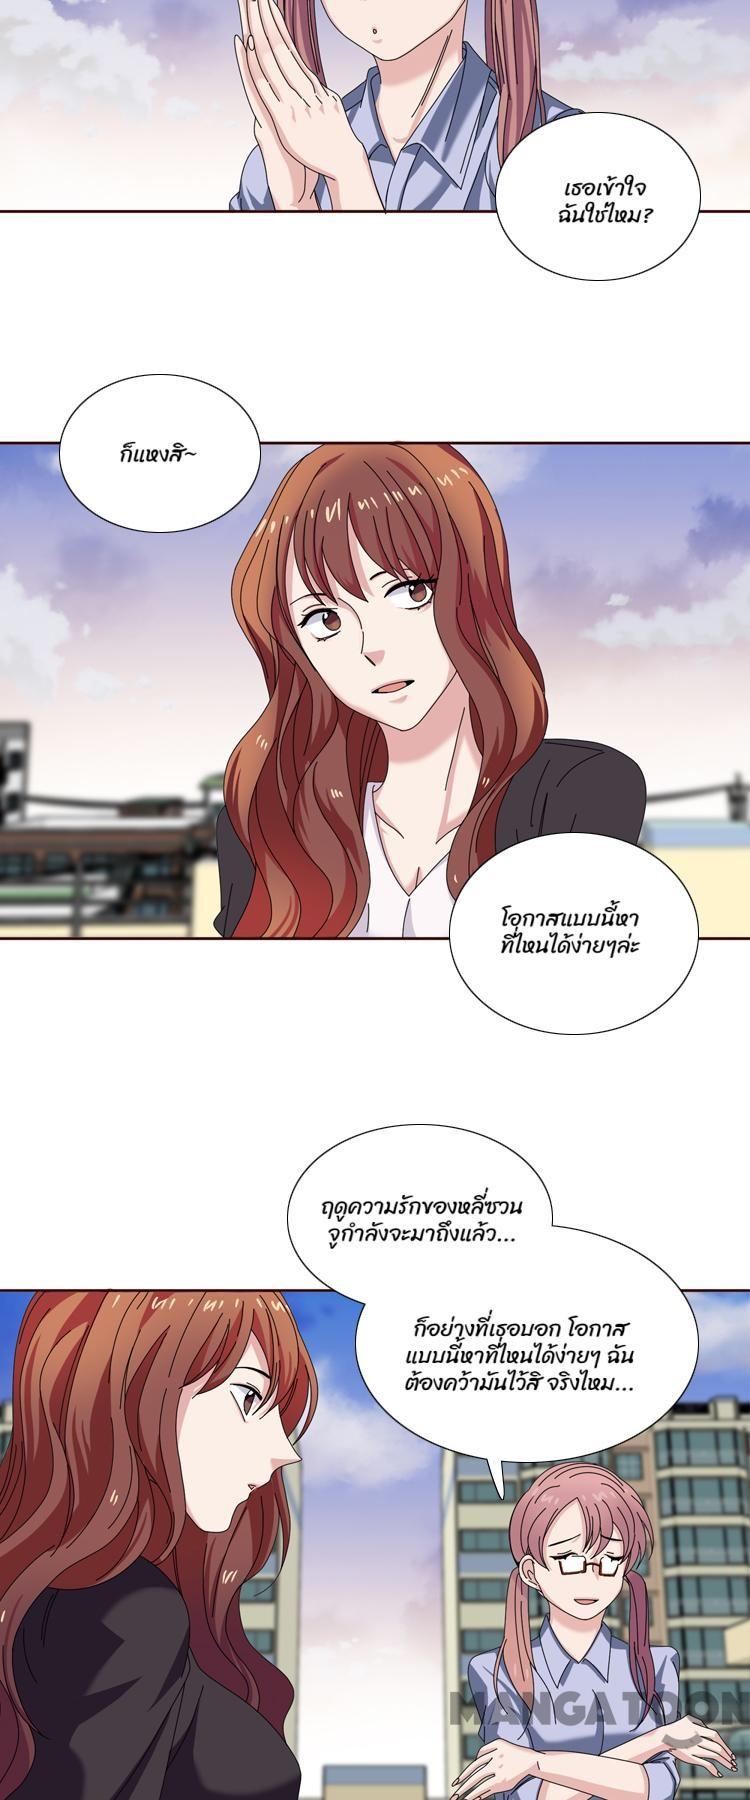 เธอเข้าใจ
ฉันใช่ไหม?
ก็แหงสิ~
โอกาสแบบนี้หา
ที่ไหนได้ง่ายๆล่ะ
ฤดูความรักของหลี่ซวน
จูกำลังจะมาถึงแล้ว...
ก็อย่างที่เธอบอก โอกาส
แบบนี้หาที่ไหนได้ง่ายๆ ฉัน
ต้องคว้ามันไว้สิ จริงไหม...
MANGATOON